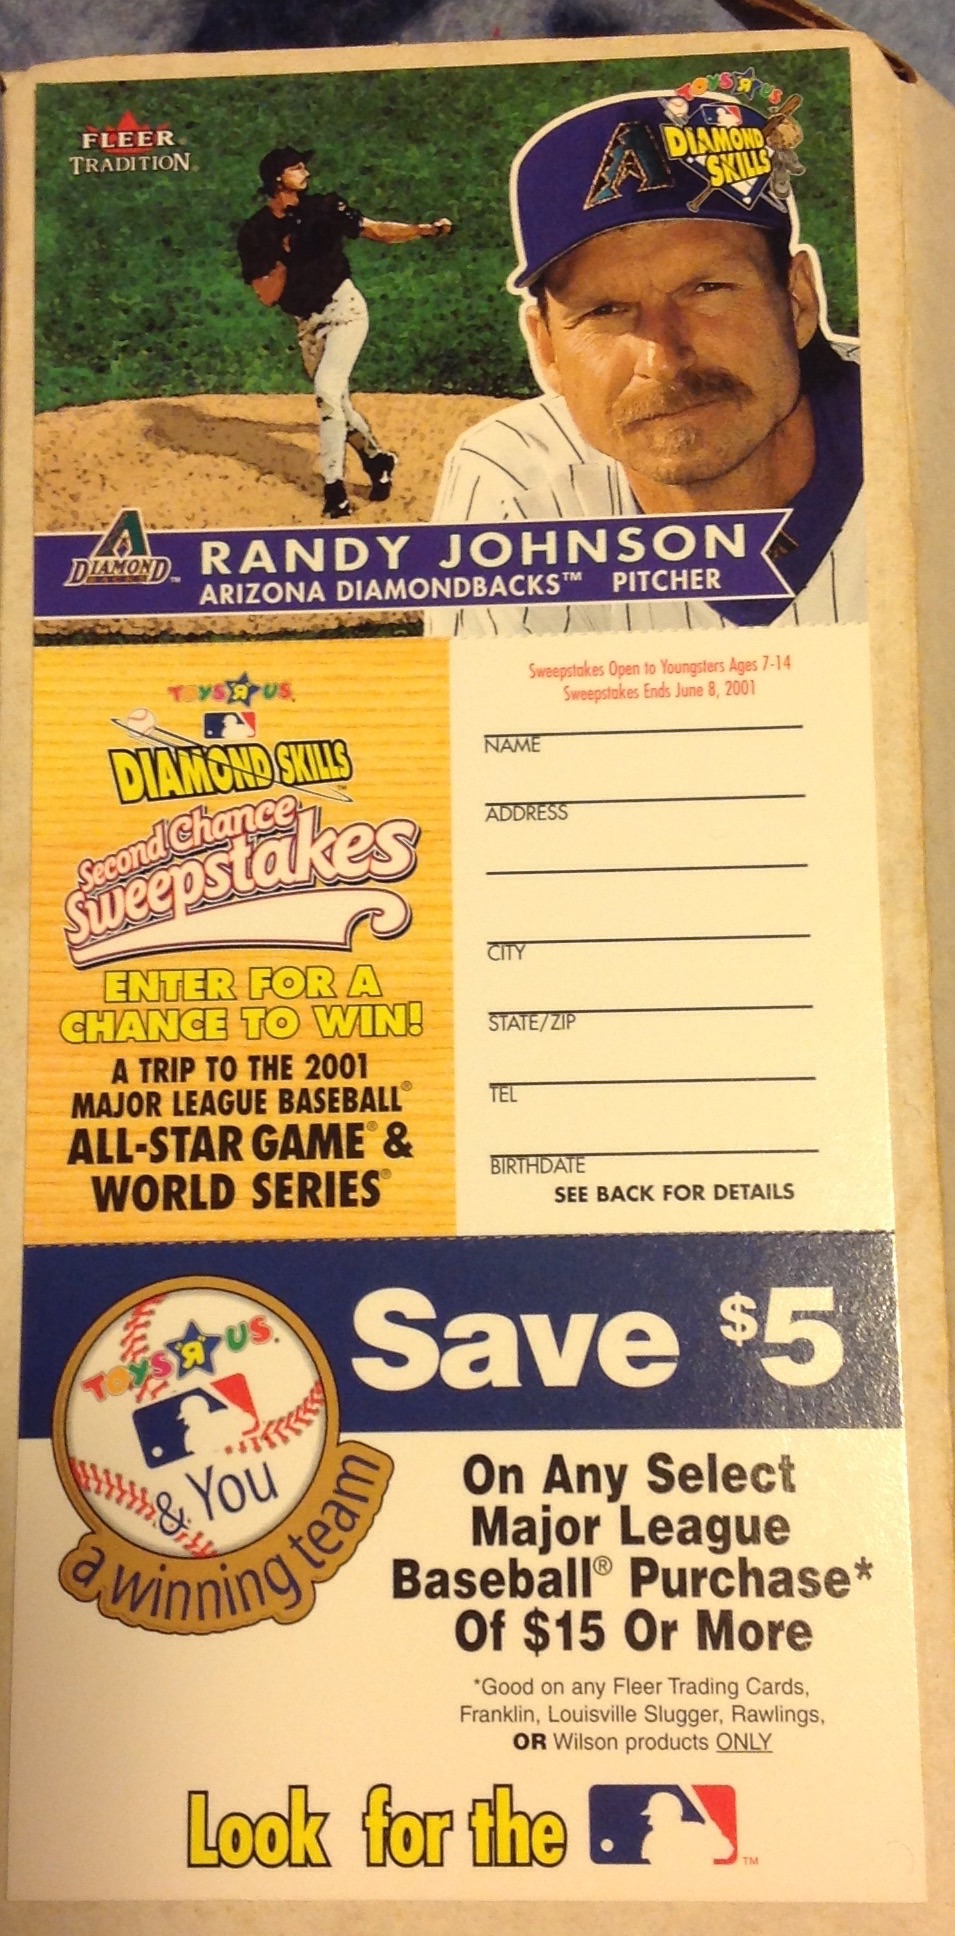 FLEER
TRADITION®
TOYS"R"US
DIAMOND
SKILLS
A
DIAMOND
BACKS™
RANDY JOHNSON
ARIZONA DIAMONDBACKS™ PITCHER
TOYS"R"US.
DIAMOND SKILLS™
Second Chance
Sweepstakes
ENTER FOR A
CHANCE TO WIN!
A TRIP TO THE 2001
MAJOR LEAGUE BASEBALL®
ALL-STAR GAME® &
WORLD SERIES®
Sweepstakes Open to Youngsters Ages 7-14
Sweepstakes Ends June 8, 2001
NAME
ADDRESS
CITY
STATE/ZIP
TEL
BIRTHDATE
SEE BACK FOR DETAILS
TOYS"R"US.
& You
a winning team
Save $5
On Any Select
Major League
Baseball® Purchase*
Of $15 Or More
*Good on any Fleer Trading Cards,
Franklin, Louisville Slugger, Rawlings,
OR Wilson products ONLY
Look for the ™